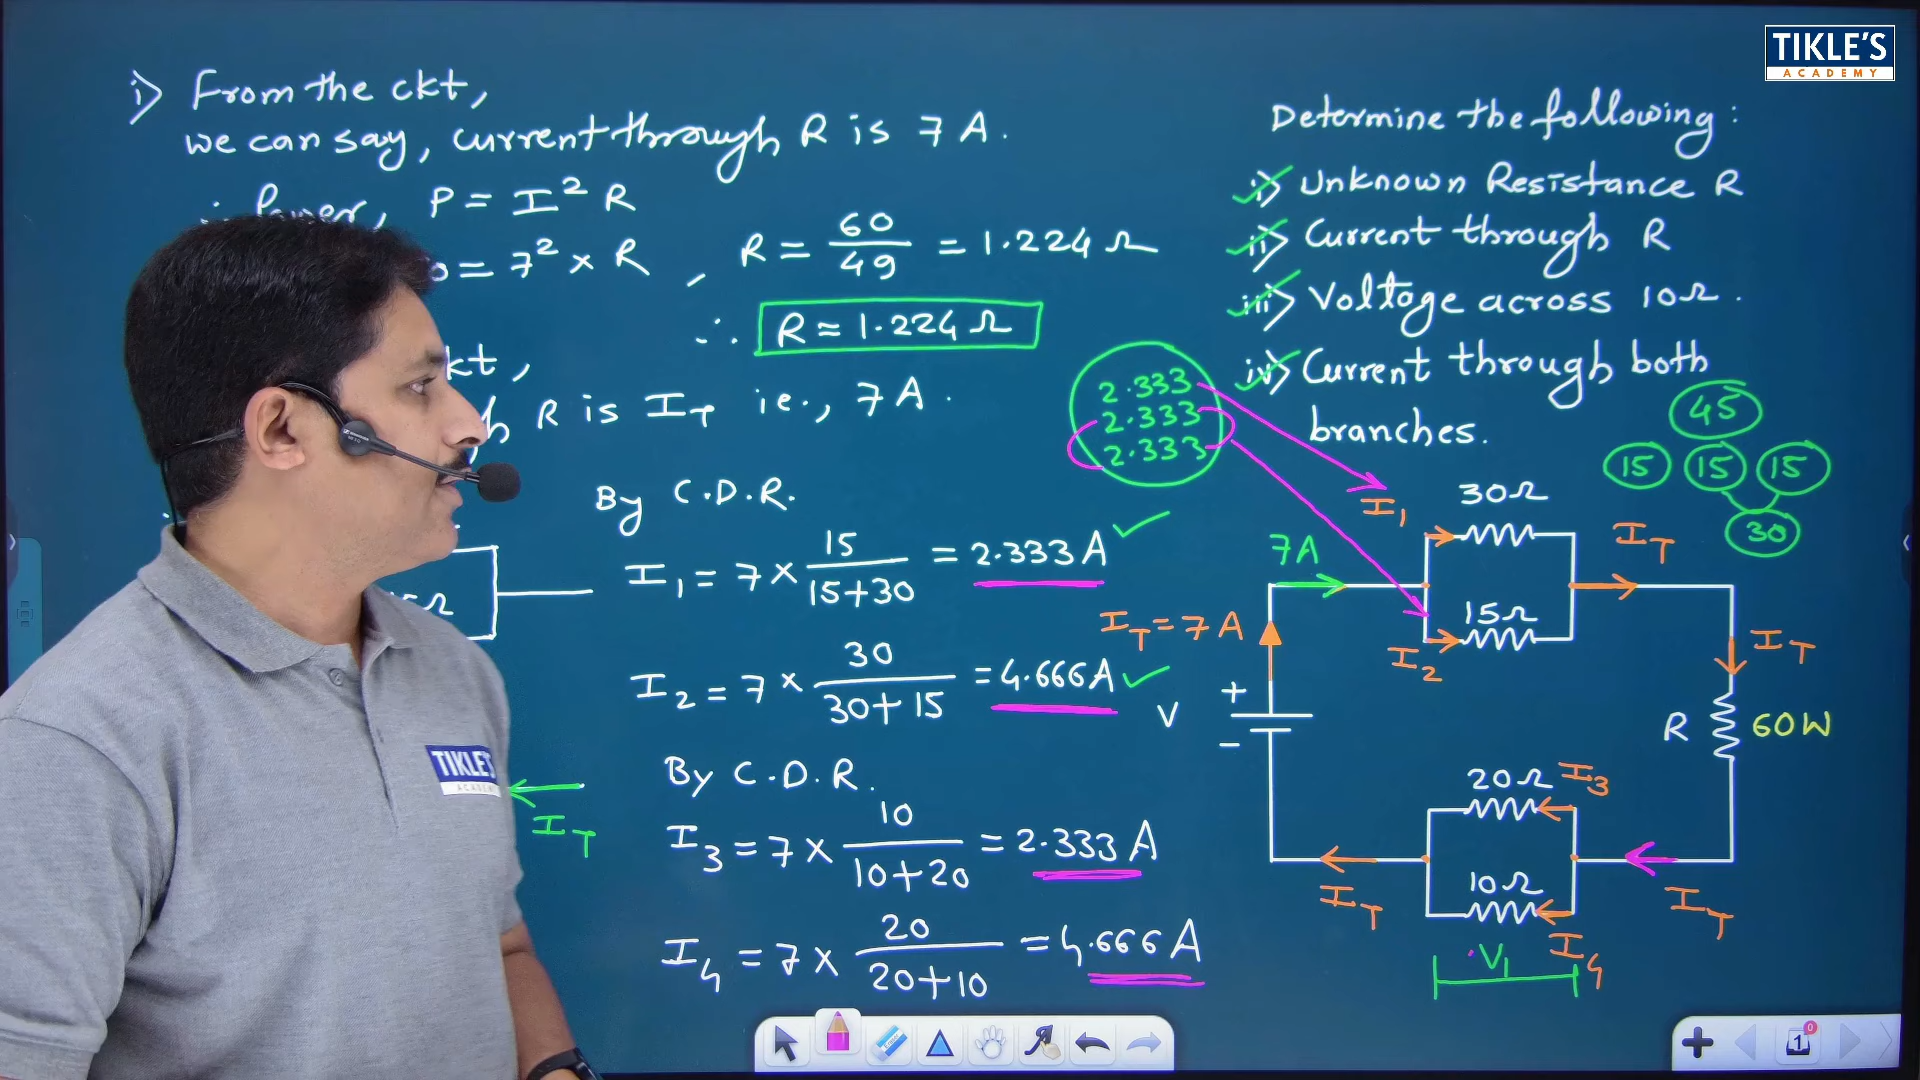 TIKLE'S
ACADEMY
i) From the ckt,
we can say, current through R is 7 A.
∴ Power, P = I² R
= 7² × R , R = 60/49 = 1.224 Ω
∴ R = 1.224 Ω
ckt,
R is I_T ie., 7 A.
By C.D.R.
I₁ = 7 × 15/(15+30) = 2.333 A ✓
I₂ = 7 × 30/(30+15) = 4.666 A ✓
By C.D.R.
I₃ = 7 × 10/(10+20) = 2.333 A
I₄ = 7 × 20/(20+10) = 4.666 A
I_T
TIKLE'S
Determine the following :
i) Unknown Resistance R
ii) Current through R
iii) Voltage across 10Ω .
iv) Current through both
branches.
2.333
2.333
2.333
45
15 15 15
30
30Ω
I₁
7A
I_T
15Ω
I_T = 7 A
I₂
I_T
+
V
-
R 60W
20Ω I₃
10Ω
I_T
I_T
I₄
V₁
1
0